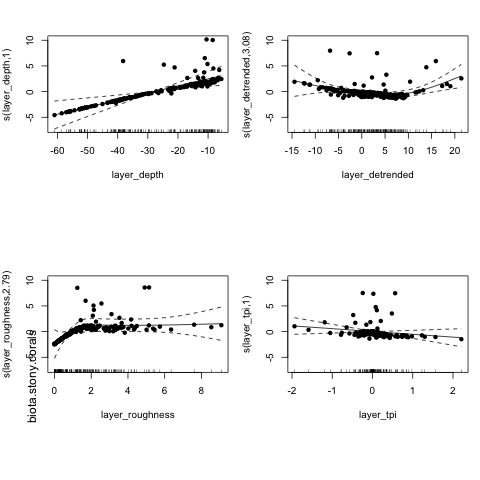 s(layer_depth,1)
10
5
0
-5
-60 -50 -40 -30 -20 -10
layer_depth
s(layer_detrended,3.08)
10
5
0
-5
-15 -10 -5 0 5 10 15 20
layer_detrended
s(layer_roughness,2.79)
10
5
0
-5
0 2 4 6 8
layer_roughness
biota.stony.corals
s(layer_tpi,1)
10
5
0
-5
-2 -1 0 1 2
layer_tpi